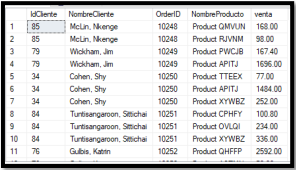 IdCliente NombreCliente OrderID NombreProducto venta
1 85 McLin, Nkenge 10248 Product QMVUN 168.00
2 85 McLin, Nkenge 10248 Product RJVNM 98.00
3 79 Wickham, Jim 10249 Product PWCJB 167.40
4 79 Wickham, Jim 10249 Product APITJ 1696.00
5 34 Cohen, Shy 10250 Product TTEEX 77.00
6 34 Cohen, Shy 10250 Product APITJ 1484.00
7 34 Cohen, Shy 10250 Product XYWBZ 252.00
8 84 Tuntisangaroon, Sittichai 10251 Product CPHFY 100.80
9 84 Tuntisangaroon, Sittichai 10251 Product OVLQI 234.00
10 84 Tuntisangaroon, Sittichai 10251 Product XYWBZ 336.00
11 76 Gulbis, Katrin 10252 Product QHFFP 2592.00